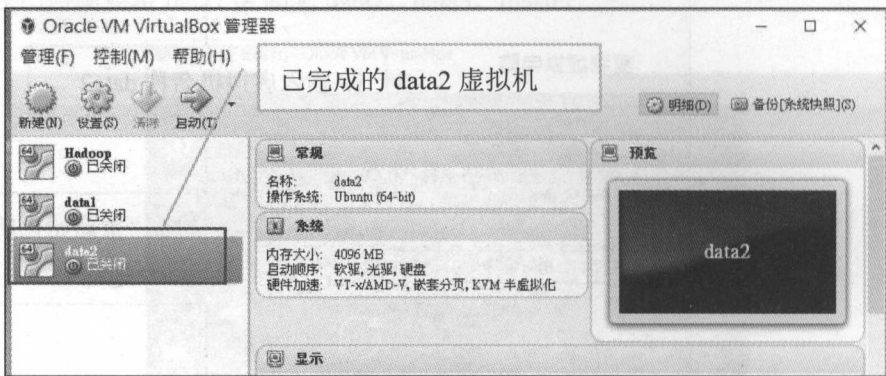 Oracle VM VirtualBox 管理器
管理(F) 控制(M) 帮助(H)
已完成的 data2 虚拟机
新建(N) 设置(S) 清除 启动(T)
明细(D) 备份[系统快照](S)
64 Hadoop
已关闭
64 data1
已关闭
64 data2
已关闭
常规
名称: data2
操作系统: Ubuntu (64-bit)
系统
内存大小: 4096 MB
启动顺序: 软驱, 光驱, 硬盘
硬件加速: VT-x/AMD-V, 嵌套分页, KVM 半虚拟化
显示
预览
data2